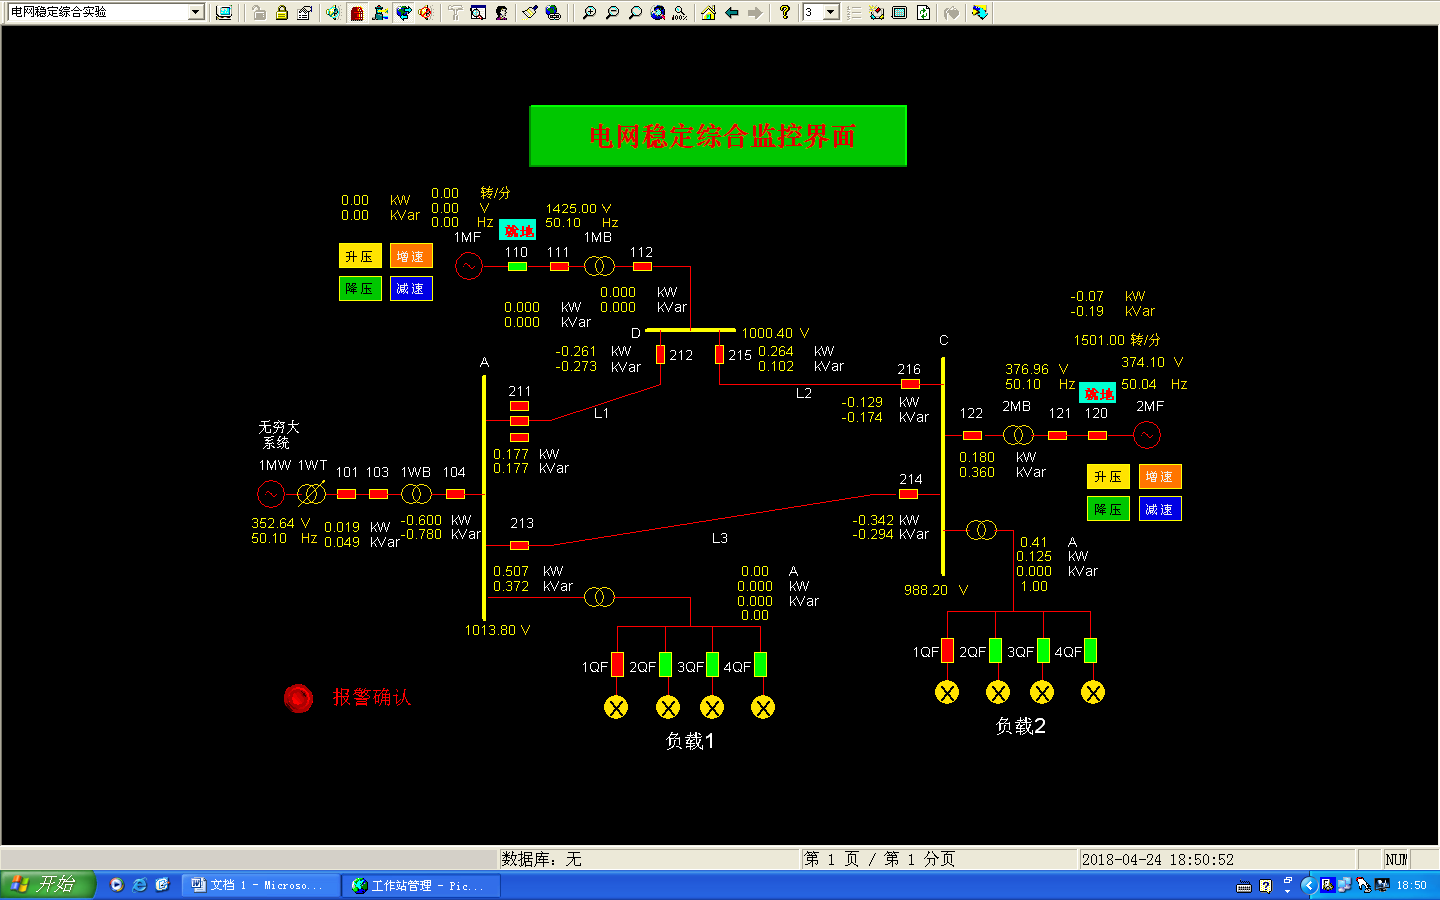 电网稳定综合实验
100%
?
3
电网稳定综合监控界面
0.00 kW
0.00 kVar
0.00 转/分
0.00 V
0.00 Hz
就地
1425.00 V
50.10 Hz
1MF
110
111
1MB
112
升压
增速
降压
减速
0.000 kW
0.000 kVar
0.000 kW
0.000 kVar
D
1000.40 V
-0.261 kW
-0.273 kVar
212
215
0.264 kW
0.102 kVar
-0.07 kW
-0.19 kVar
1501.00 转/分
374.10 V
50.04 Hz
就地
376.96 V
50.10 Hz
C
A
211
L1
L2
216
-0.129 kW
-0.174 kVar
122
2MB
121
120
2MF
0.180 kW
0.360 kVar
升压
增速
降压
减速
无穷大
系统
1MW
1WT
101
103
1WB
104
0.177 kW
0.177 kVar
352.64 V
50.10 Hz
0.019 kW
0.049 kVar
-0.600 kW
-0.780 kVar
213
L3
214
-0.342 kW
-0.294 kVar
0.507 kW
0.372 kVar
1013.80 V
0.00 A
0.000 kW
0.000 kVar
0.00
988.20 V
0.41 A
0.125 kW
0.000 kVar
1.00
1QF
2QF
3QF
4QF
X X X X
负载1
1QF
2QF
3QF
4QF
X X X X
负载2
报警确认
数据库: 无
第 1 页 / 第 1 分页
2018-04-24 18:50:52
NUM
开始
文档 1 - Microso...
工作站管理 - Pic...
18:50